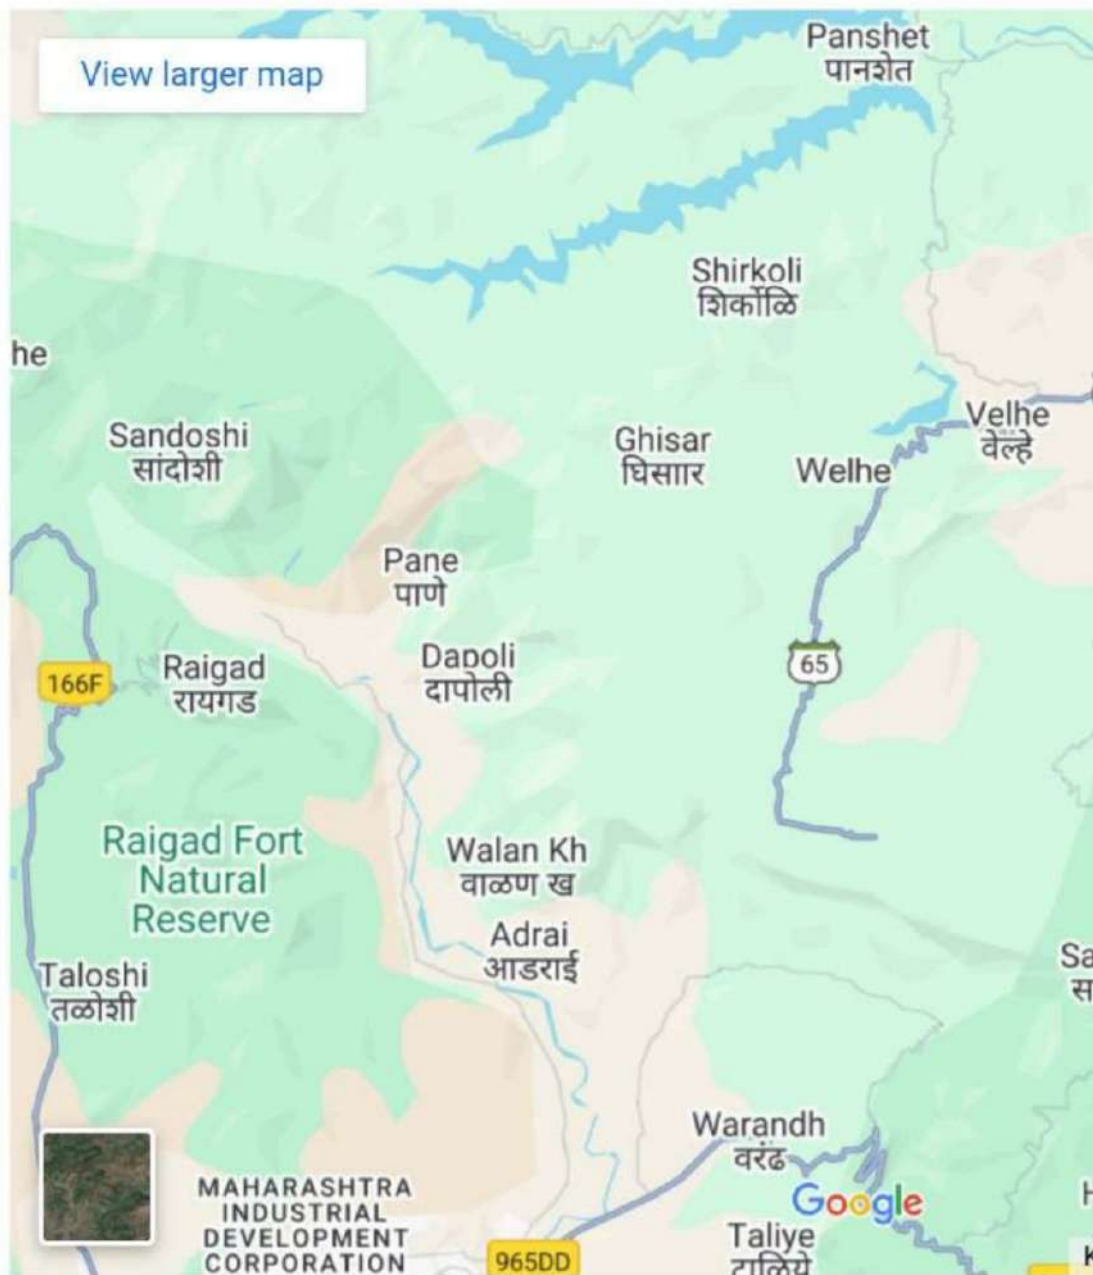 View larger map
Panshet
पानशेत
Shirkoli
शिर्कोळि
he
Sandoshi
सांदोशी
Ghisar
घिसाार
Velhe
वेल्हे
Welhe
Pane
पाणे
Dapoli
दापोली
65
Raigad
रायगड
166F
Raigad Fort
Natural
Reserve
Walan Kh
वाळण ख
Adrai
आडराई
Taloshi
तळोशी
Sa
स
Warandh
वरंढ
Google
MAHARASHTRA
INDUSTRIAL
DEVELOPMENT
CORPORATION
965DD
Taliye
टाळिये
H
K